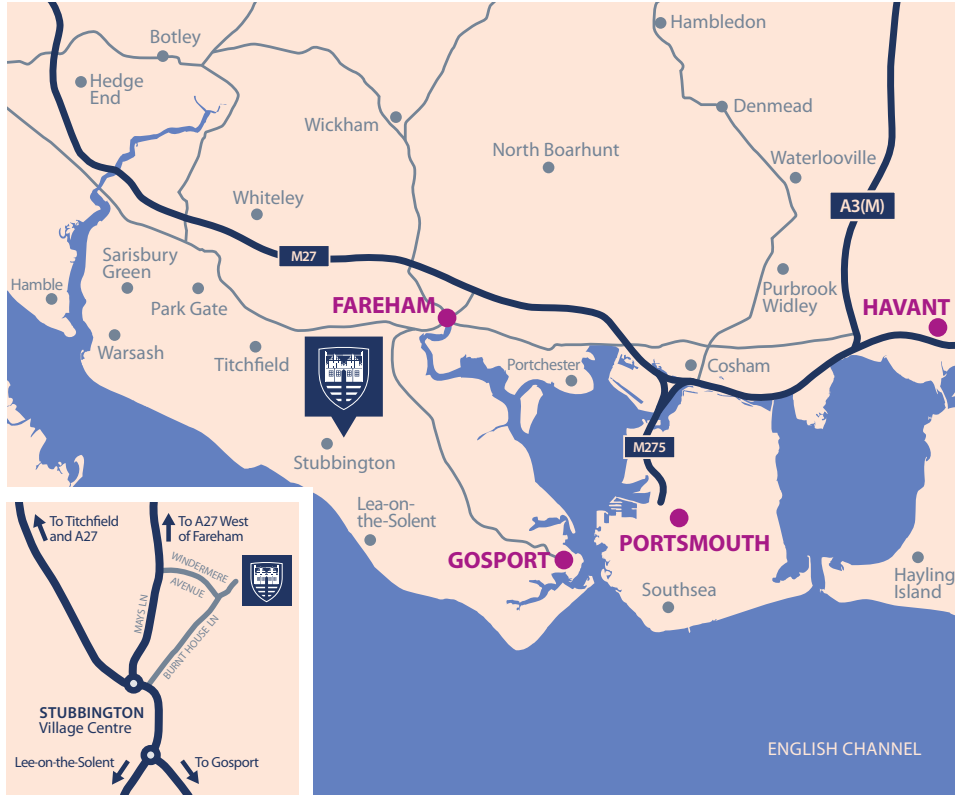 Hambledon
Botley
Hedge
End
Denmead
Wickham
North Boarhunt
Waterlooville
Whiteley
A3(M)
M27
Sarisbury
Green
Hamble
Park Gate
Purbrook
Widley
FAREHAM
HAVANT
Warsash
Titchfield
Portchester
Cosham
M275
Stubbington
Lea-on-
the-Solent
PORTSMOUTH
GOSPORT
Southsea
Hayling
Island
ENGLISH CHANNEL
To Titchfield
and A27
To A27 West
of Fareham
WINDERMERE
AVENUE
MAYS LN
BURNT HOUSE LN
STUBBINGTON
Village Centre
Lee-on-the-Solent
To Gosport